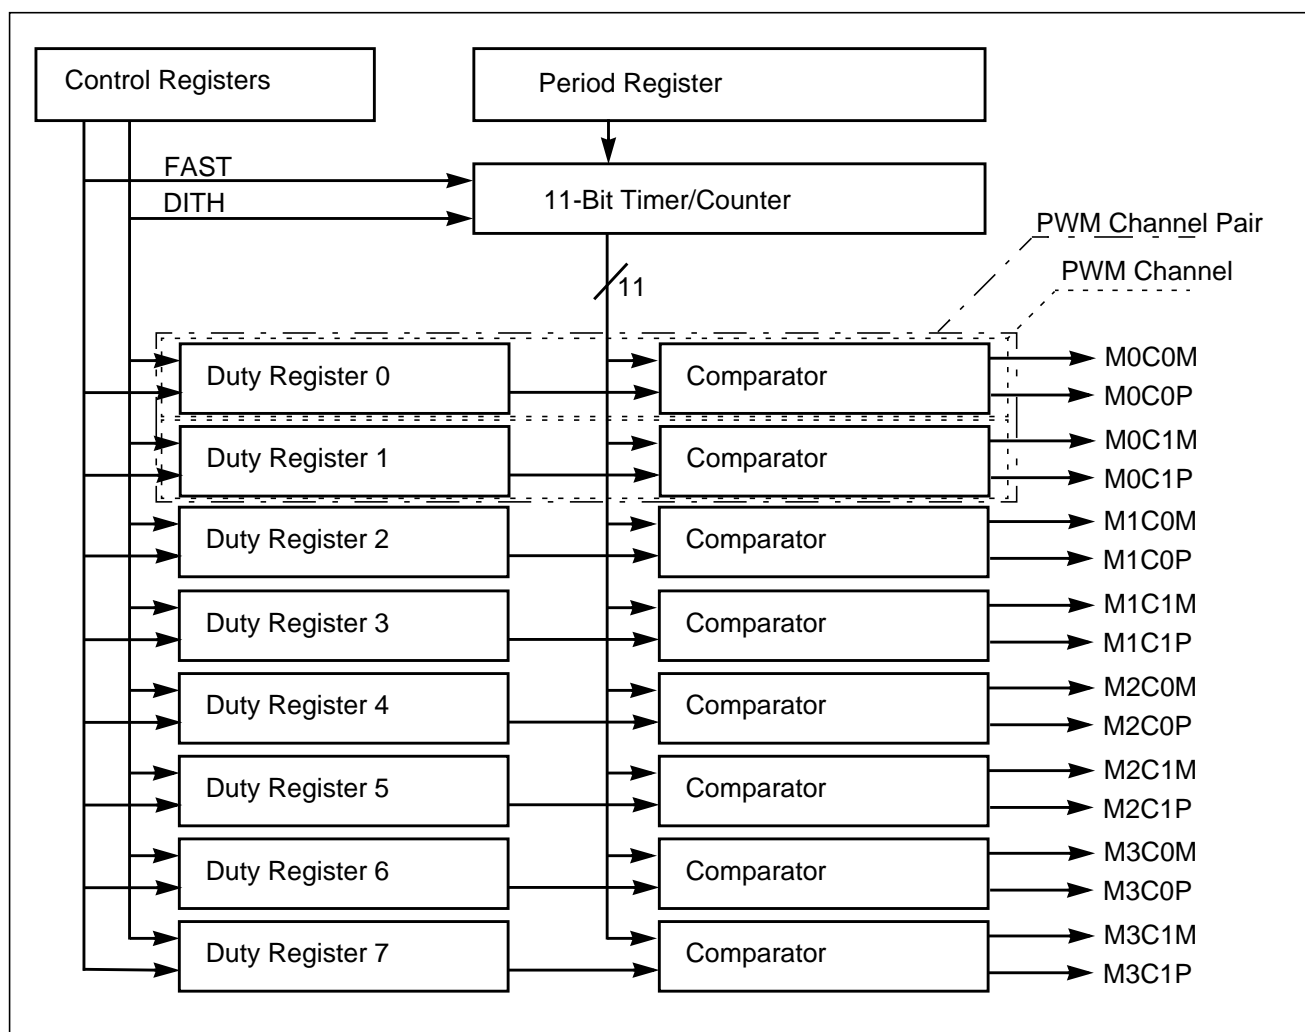 Control Registers
Period Register
FAST
DITH
11-Bit Timer/Counter
PWM Channel Pair
PWM Channel
11
Duty Register 0
Comparator
M0C0M
M0C0P
Duty Register 1
Comparator
M0C1M
M0C1P
Duty Register 2
Comparator
M1C0M
M1C0P
Duty Register 3
Comparator
M1C1M
M1C1P
Duty Register 4
Comparator
M2C0M
M2C0P
Duty Register 5
Comparator
M2C1M
M2C1P
Duty Register 6
Comparator
M3C0M
M3C0P
Duty Register 7
Comparator
M3C1M
M3C1P